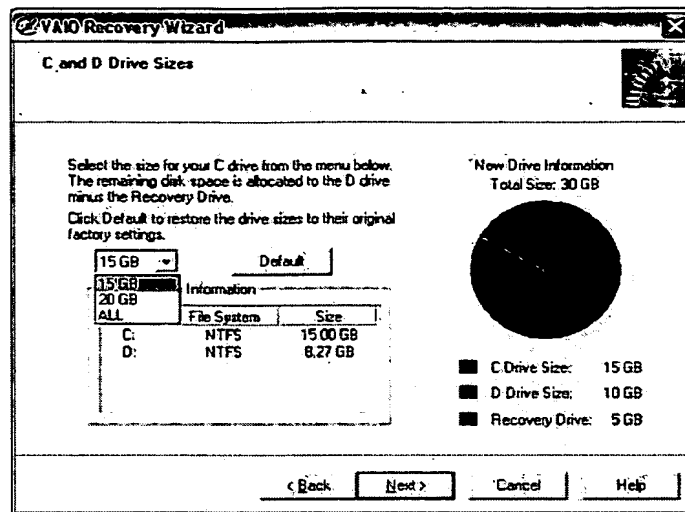 VAIO Recovery Wizard
C and D Drive Sizes
Select the size for your C drive from the menu below.
The remaining disk space is allocated to the D drive
minus the Recovery Drive.
Click Default to restore the drive sizes to their original
factory settings.
15 GB
Default
15 GB
20 GB
ALL
Information
File System Size
C: NTFS 15.00 GB
D: NTFS 8.27 GB
New Drive Information
Total Size: 30 GB
C Drive Size: 15 GB
D Drive Size: 10 GB
Recovery Drive: 5 GB
< Back
Next >
Cancel
Help